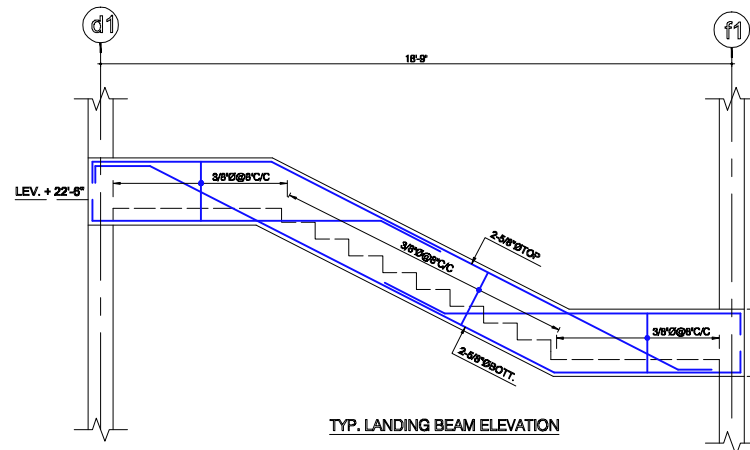 d1
f1
18'-9"
LEV. + 22'-6"
3/8"Ø@6"C/C
3/8"Ø@6"C/C
2-5/8"ØTOP
3/8"Ø@6"C/C
2-5/8"ØBOTT.
TYP. LANDING BEAM ELEVATION